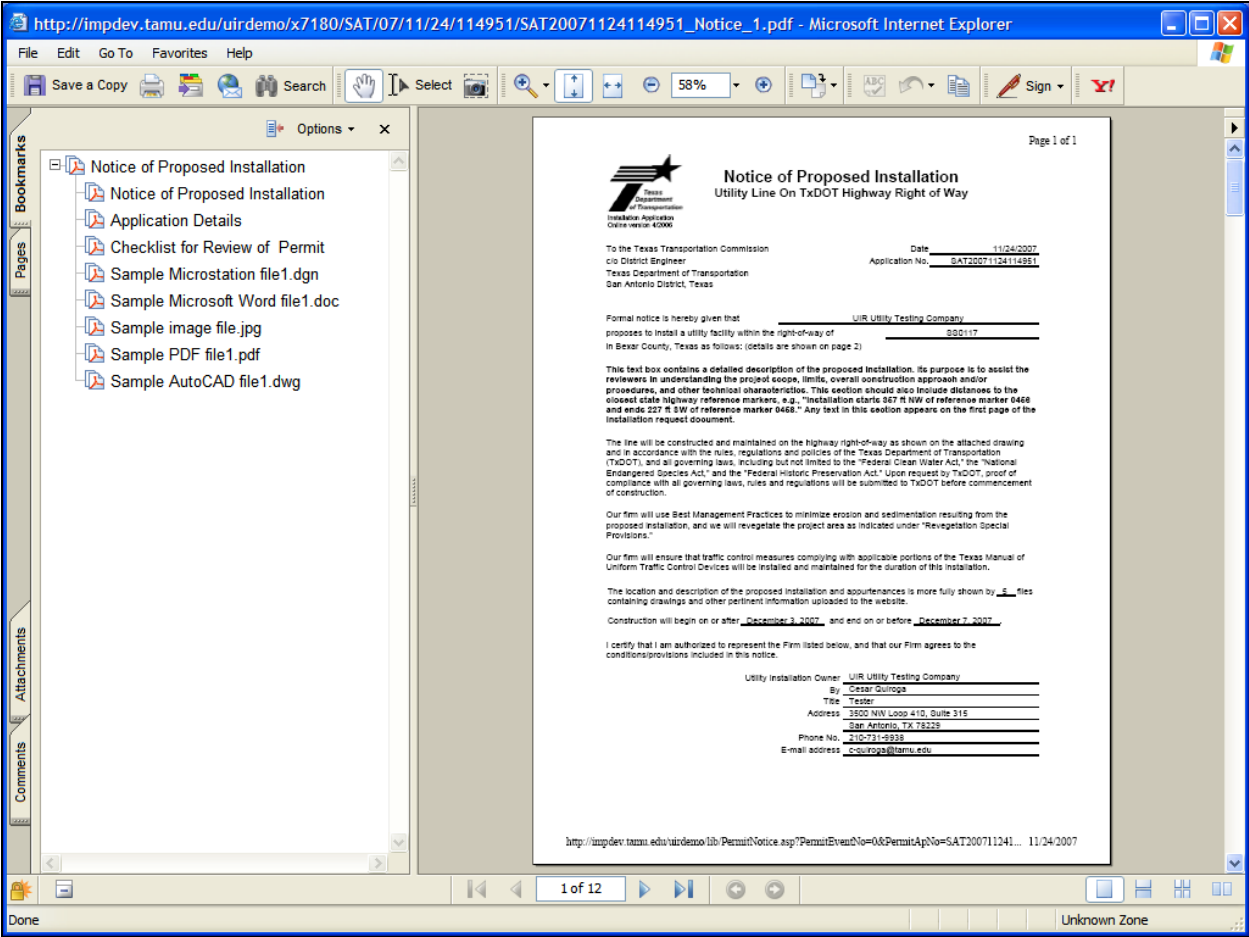 http://impdev.tamu.edu/uirdemo/x7180/SAT/07/11/24/114951/SAT20071124114951_Notice_1.pdf - Microsoft Internet Explorer
File Edit Go To Favorites Help
Save a Copy Search Select 58% Sign Y!
Options x
Bookmarks
Pages
Attachments
Comments
Notice of Proposed Installation
Notice of Proposed Installation
Application Details
Checklist for Review of Permit
Sample Microstation file1.dgn
Sample Microsoft Word file1.doc
Sample image file.jpg
Sample PDF file1.pdf
Sample AutoCAD file1.dwg
Page 1 of 1
Texas
Department
of Transportation
Installation Application
Online version 4/2006
Notice of Proposed Installation
Utility Line On TxDOT Highway Right of Way
To the Texas Transportation Commission
c/o District Engineer
Texas Department of Transportation
San Antonio District, Texas
Date 11/24/2007
Application No. SAT20071124114951
Formal notice is hereby given that UIR Utility Testing Company
proposes to install a utility facility within the right-of-way of SS0117
in Bexar County, Texas as follows: (details are shown on page 2)
This text box contains a detailed description of the proposed installation. Its purpose is to assist the
reviewers in understanding the project scope, limits, overall construction approach and/or
procedures, and other technical characteristics. This section should also include distances to the
closest state highway reference markers, e.g., "Installation starts 357 ft NW of reference marker 0456
and ends 227 ft SW of reference marker 0458." Any text in this section appears on the first page of the
installation request document.
The line will be constructed and maintained on the highway right-of-way as shown on the attached drawing
and in accordance with the rules, regulations and policies of the Texas Department of Transportation
(TxDOT), and all governing laws, including but not limited to the "Federal Clean Water Act," the "National
Endangered Species Act," and the "Federal Historic Preservation Act." Upon request by TxDOT, proof of
compliance with all governing laws, rules and regulations will be submitted to TxDOT before commencement
of construction.
Our firm will use Best Management Practices to minimize erosion and sedimentation resulting from the
proposed installation, and we will revegetate the project area as indicated under "Revegetation Special
Provisions."
Our firm will ensure that traffic control measures complying with applicable portions of the Texas Manual of
Uniform Traffic Control Devices will be installed and maintained for the duration of this installation.
The location and description of the proposed installation and appurtenances is more fully shown by 5 files
containing drawings and other pertinent information uploaded to the website.
Construction will begin on or after December 3, 2007 and end on or before December 7, 2007 .
I certify that I am authorized to represent the Firm listed below, and that our Firm agrees to the
conditions/provisions included in this notice.
Utility Installation Owner UIR Utility Testing Company
By Cesar Quiroga
Title Tester
Address 3500 NW Loop 410, Suite 315
San Antonio, TX 78229
Phone No. 210-731-9938
E-mail address c-quiroga@tamu.edu
http://impdev.tamu.edu/uirdemo/lib/PermitNotice.asp?PermitEventNo=0&PermitApNo=SAT200711241... 11/24/2007
1 of 12
Done
Unknown Zone